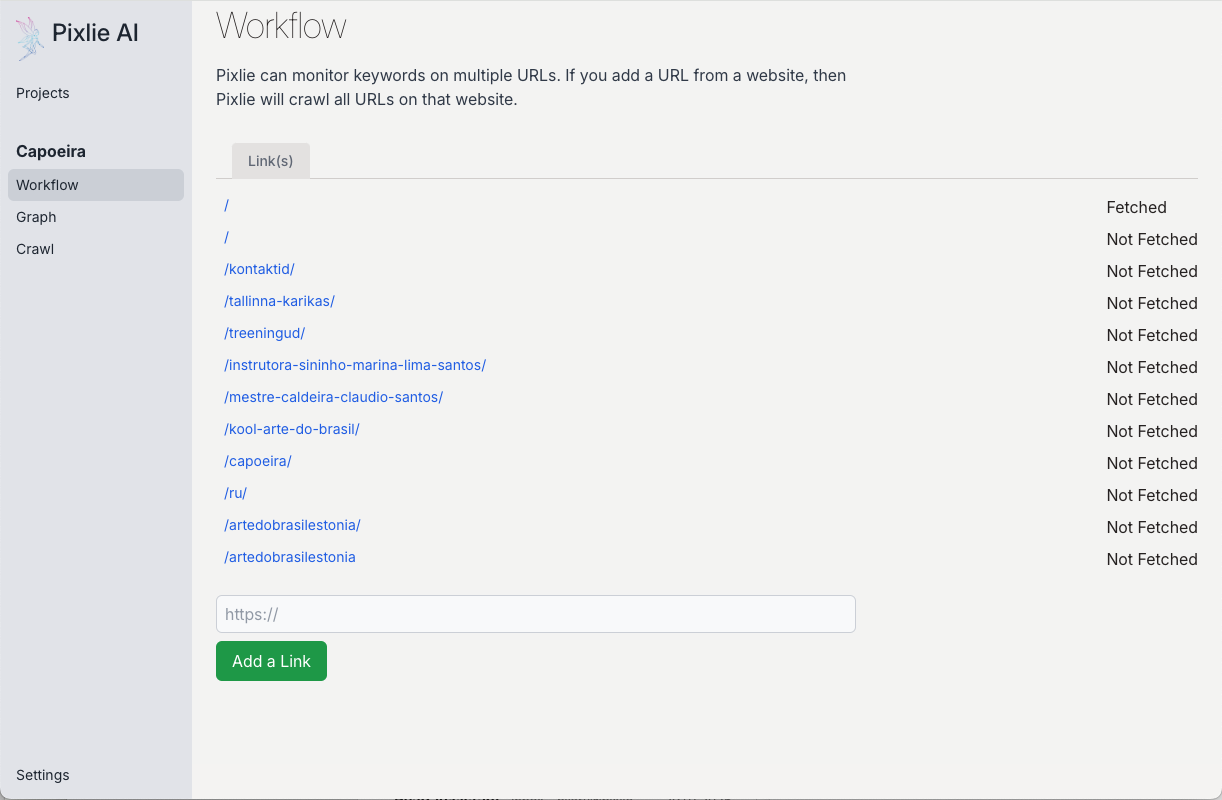 Pixlie AI
Projects
Capoeira
Workflow
Graph
Crawl
Settings
Workflow
Pixlie can monitor keywords on multiple URLs. If you add a URL from a website, then
Pixlie will crawl all URLs on that website.
Link(s)
/ Fetched
/ Not Fetched
/kontaktid/ Not Fetched
/tallinna-karikas/ Not Fetched
/treeningud/ Not Fetched
/instrutora-sininho-marina-lima-santos/ Not Fetched
/mestre-caldeira-claudio-santos/ Not Fetched
/kool-arte-do-brasil/ Not Fetched
/capoeira/ Not Fetched
/ru/ Not Fetched
/artedobrasilestonia/ Not Fetched
/artedobrasilestonia Not Fetched
https://
Add a Link